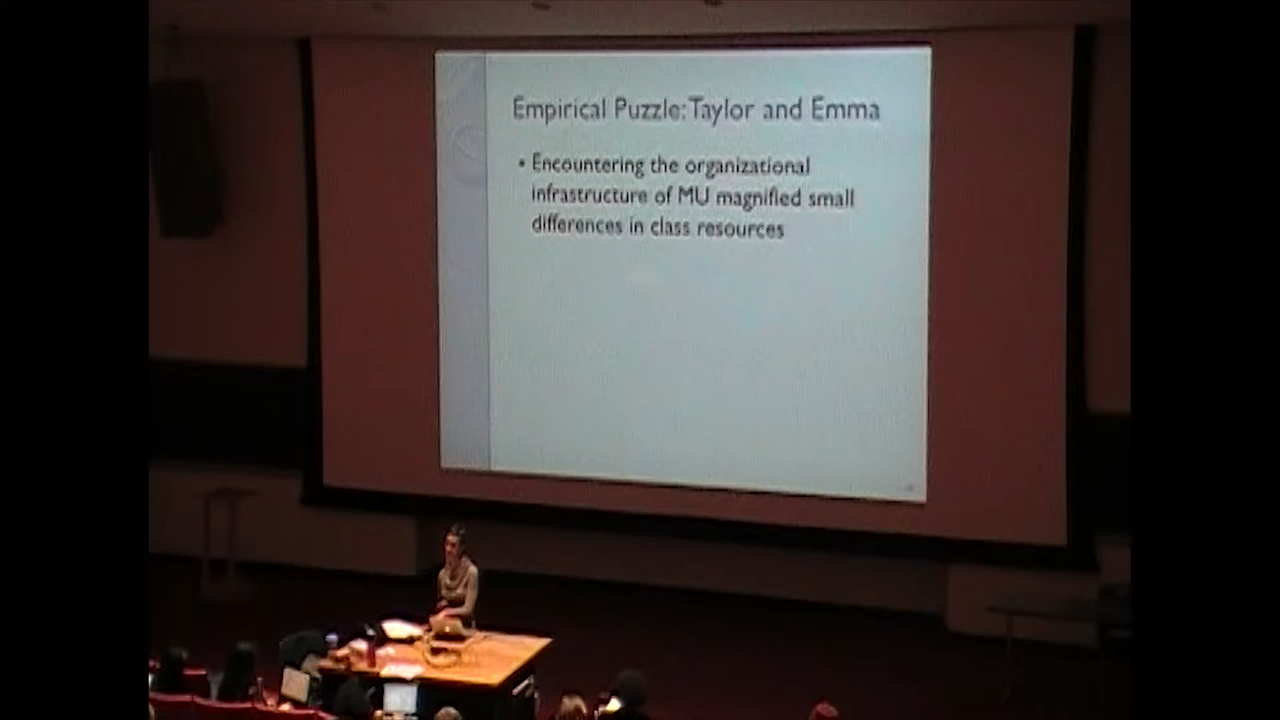 Empirical Puzzle: Taylor and Emma
• Encountering the organizational
infrastructure of MU magnified small
differences in class resources